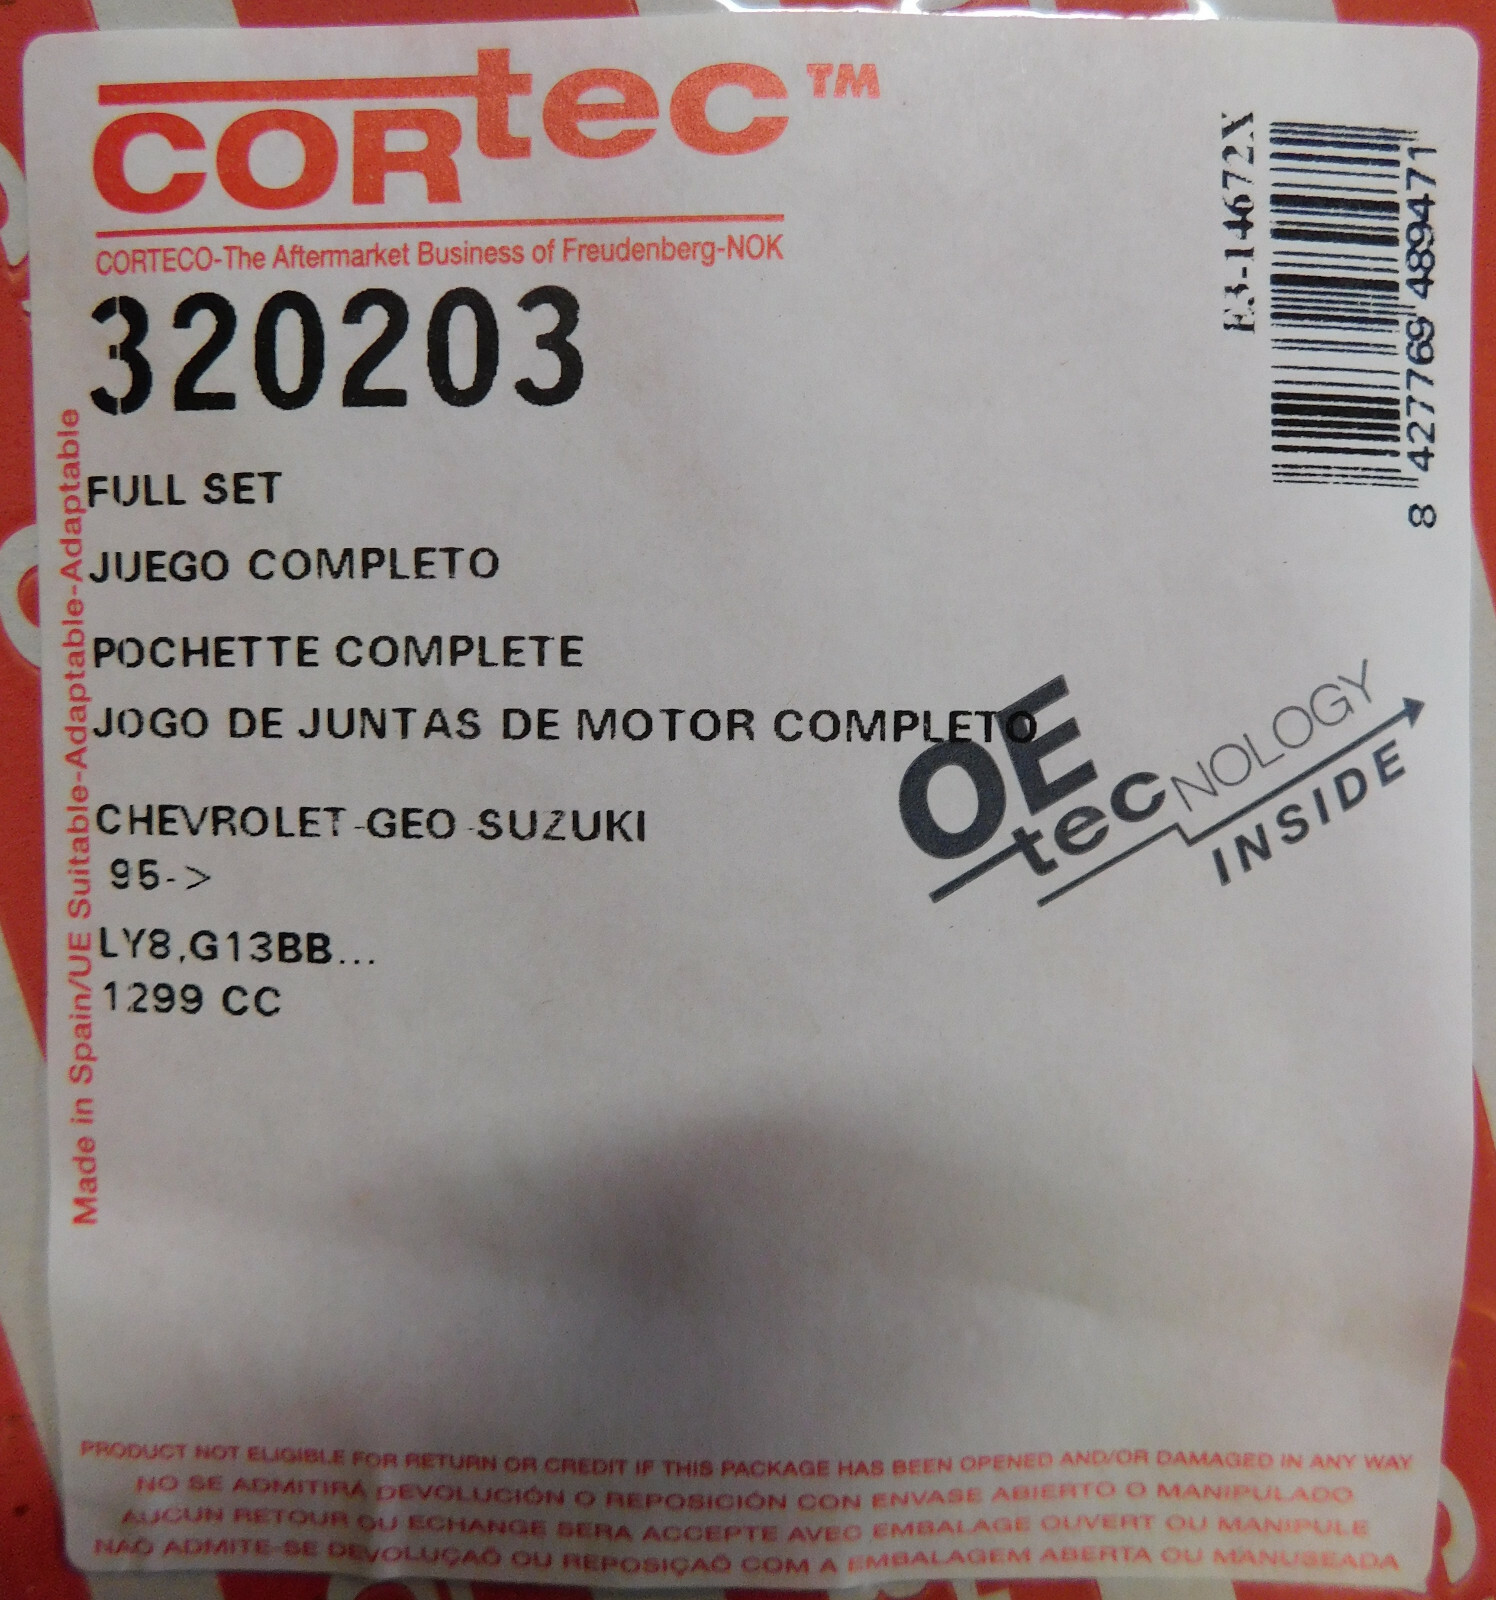 CORtec™
CORTECO-The Aftermarket Business of Freudenberg-NOK
320203
E3-14672X
8 427769 489471
FULL SET
JUEGO COMPLETO
POCHETTE COMPLETE
JOGO DE JUNTAS DE MOTOR COMPLETO
OE
tecNOLOGY
INSIDE
CHEVROLET-GEO-SUZUKI
95->
LY8,G13BB...
1299 CC
Made in Spain/UE Suitable-Adaptable-Adaptable-Adaptable
PRODUCT NOT ELIGIBLE FOR RETURN OR CREDIT IF THIS PACKAGE HAS BEEN OPENED AND/OR DAMAGED IN ANY WAY
NO SE ADMITIRÁ DEVOLUCIÓN O REPOSICIÓN CON ENVASE ABIERTO O MANIPULADO
AUCUN RETOUR OU ECHANGE SERA ACCEPTE AVEC EMBALAGE OUVERT OU MANIPULE
NAO ADMITE-SE DEVOLUÇAÕ OU REPOSIÇAÕ COM A EMBALAGEM ABERTA OU MANUSEADA